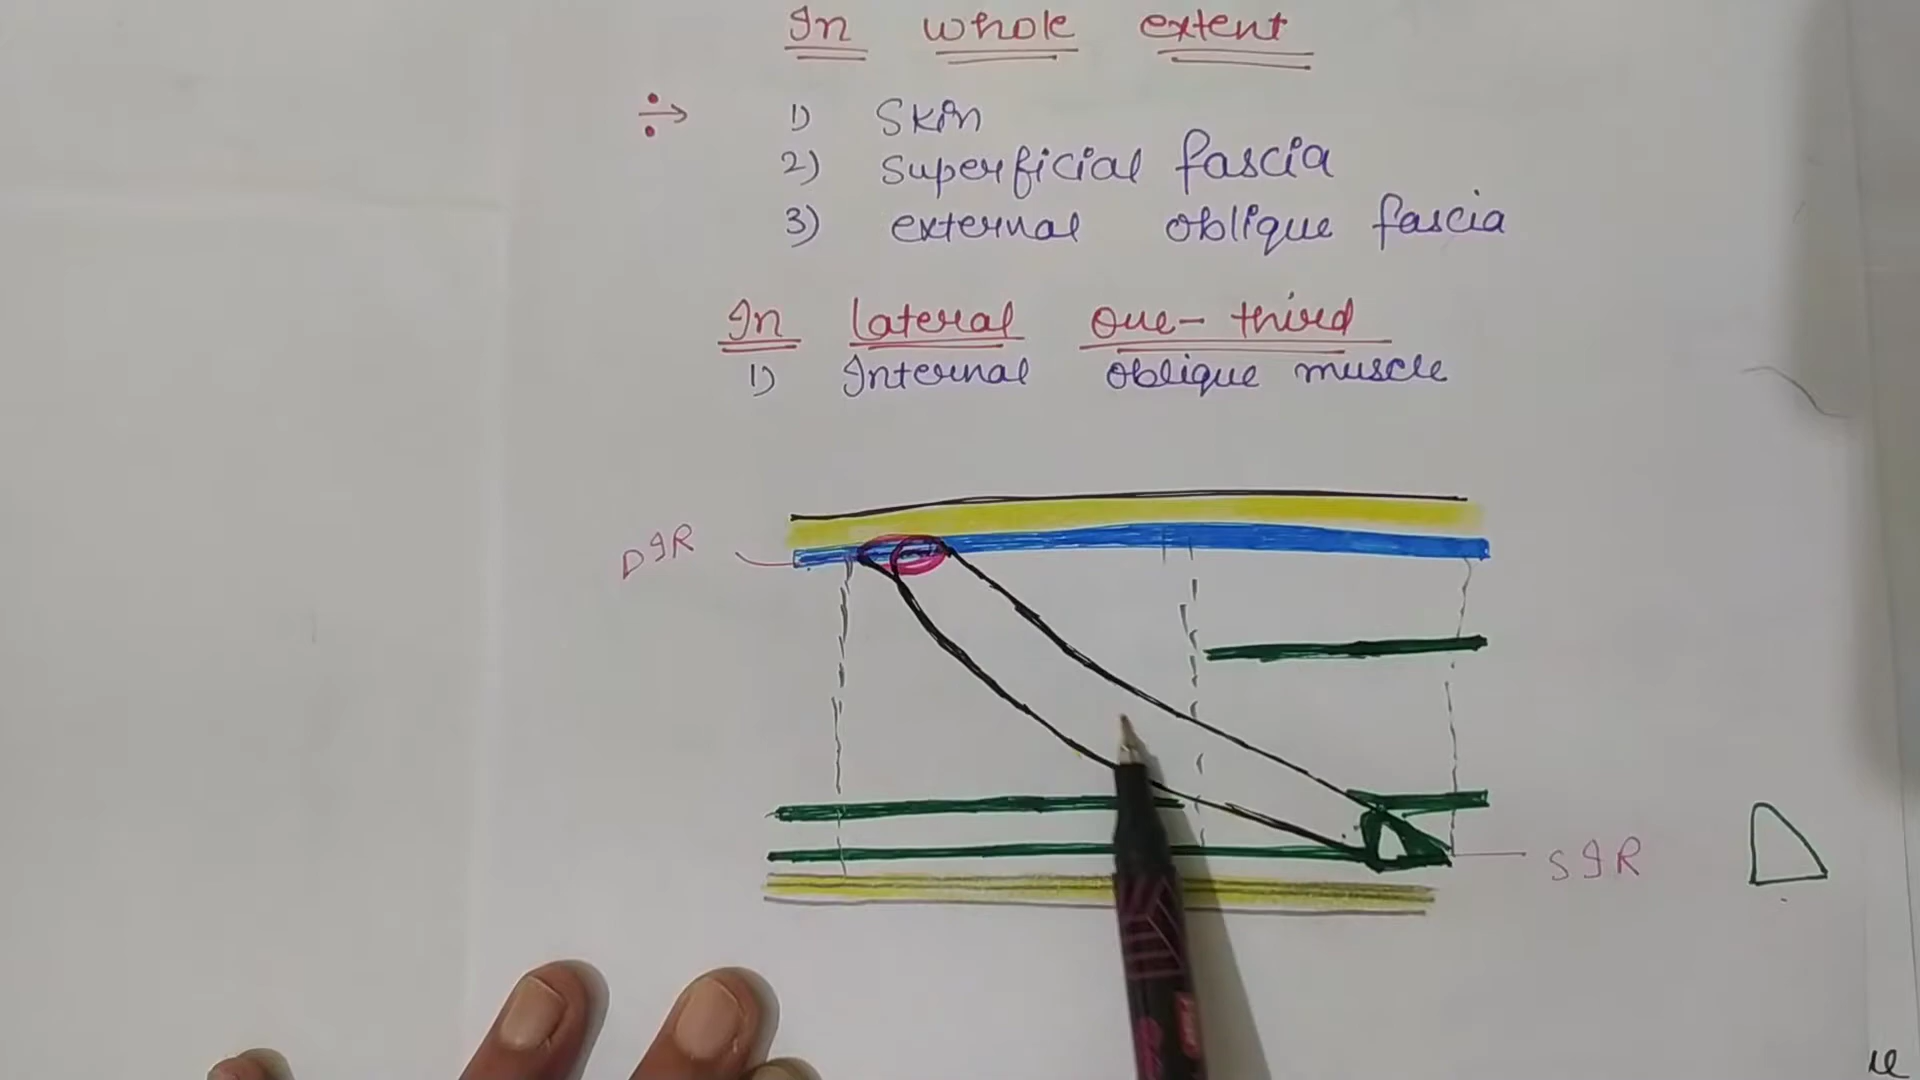 In whole extent
1) Skin
2) Superficial fascia
3) external oblique fascia
In lateral one-third
1) Internal oblique muscle
DIR
SIR